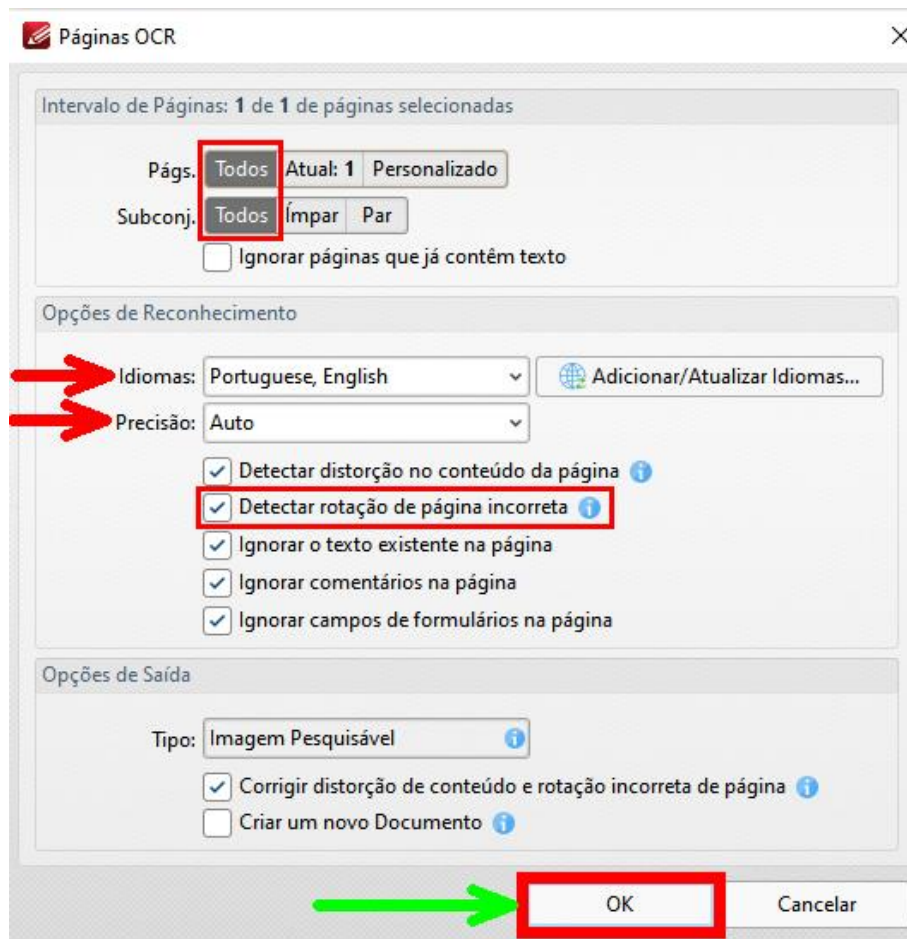 Páginas OCR
Intervalo de Páginas: 1 de 1 de páginas selecionadas
Págs. Todos Atual: 1 Personalizado
Subconj. Todos Ímpar Par
Ignorar páginas que já contêm texto
Opções de Reconhecimento
Idiomas: Portuguese, English Adicionar/Atualizar Idiomas...
Precisão: Auto
Detectar distorção no conteúdo da página
Detectar rotação de página incorreta
Ignorar o texto existente na página
Ignorar comentários na página
Ignorar campos de formulários na página
Opções de Saída
Tipo: Imagem Pesquisável
Corrigir distorção de conteúdo e rotação incorreta de página
Criar um novo Documento
OK Cancelar